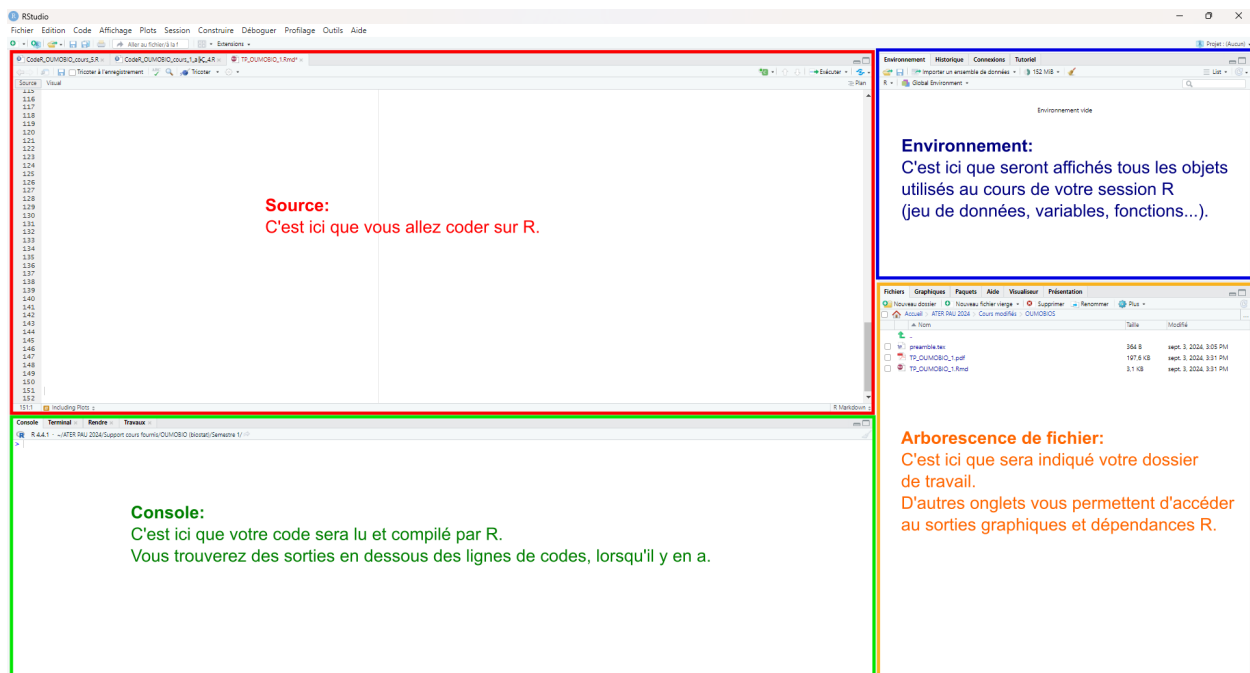 RStudio
Fichier Edition Code Affichage Plots Session Construire Déboguer Profilage Outils Aide
Aller au fichier/à la f
Extensions
Projet : (Aucun)
CodeR_OUMOBIO_cours_5.R
TP_OUMOBIO_1.Rmd*
Tricoter à l'enregistrement Tricoter
Exécuter
Source Visual
Plan
115
116
117
118
119
120
121
122
123
124
125
126
127
128
129
130
131
132
133
134
135
136
137
138
139
140
141
142
143
144
145
146
147
148
149
150
151
152
Source:
C'est ici que vous allez coder sur R.
151:1 Including Plots R Markdown
Console Terminal Rendre Travaux
R 4.4.1 · ~/ATER PAU 2024/Support cours fournis/OUMOBIO (biostat)/Semestre 1/
>
Console:
C'est ici que votre code sera lu et compilé par R.
Vous trouverez des sorties en dessous des lignes de codes, lorsqu'il y en a.
Environnement Historique Connexions Tutoriel
Importer un ensemble de données 152 MiB List
R Global Environment
Environnement vide
Environnement:
C'est ici que seront affichés tous les objets
utilisés au cours de votre session R
(jeu de données, variables, fonctions...).
Fichiers Graphiques Paquets Aide Visualiseur Présentation
Nouveau dossier Nouveau fichier vierge Supprimer Renommer Plus
Accueil ATER PAU 2024 Cours modifiés OUMOBIOS
Nom Taille Modifié
..
preamble.tex 364 B sept. 3, 2024, 3:05 PM
TP_OUMOBIO_1.pdf 197,6 KB sept. 3, 2024, 3:31 PM
TP_OUMOBIO_1.Rmd 3,1 KB sept. 3, 2024, 3:31 PM
Arborescence de fichier:
C'est ici que sera indiqué votre dossier
de travail.
D'autres onglets vous permettent d'accéder
au sorties graphiques et dépendances R.